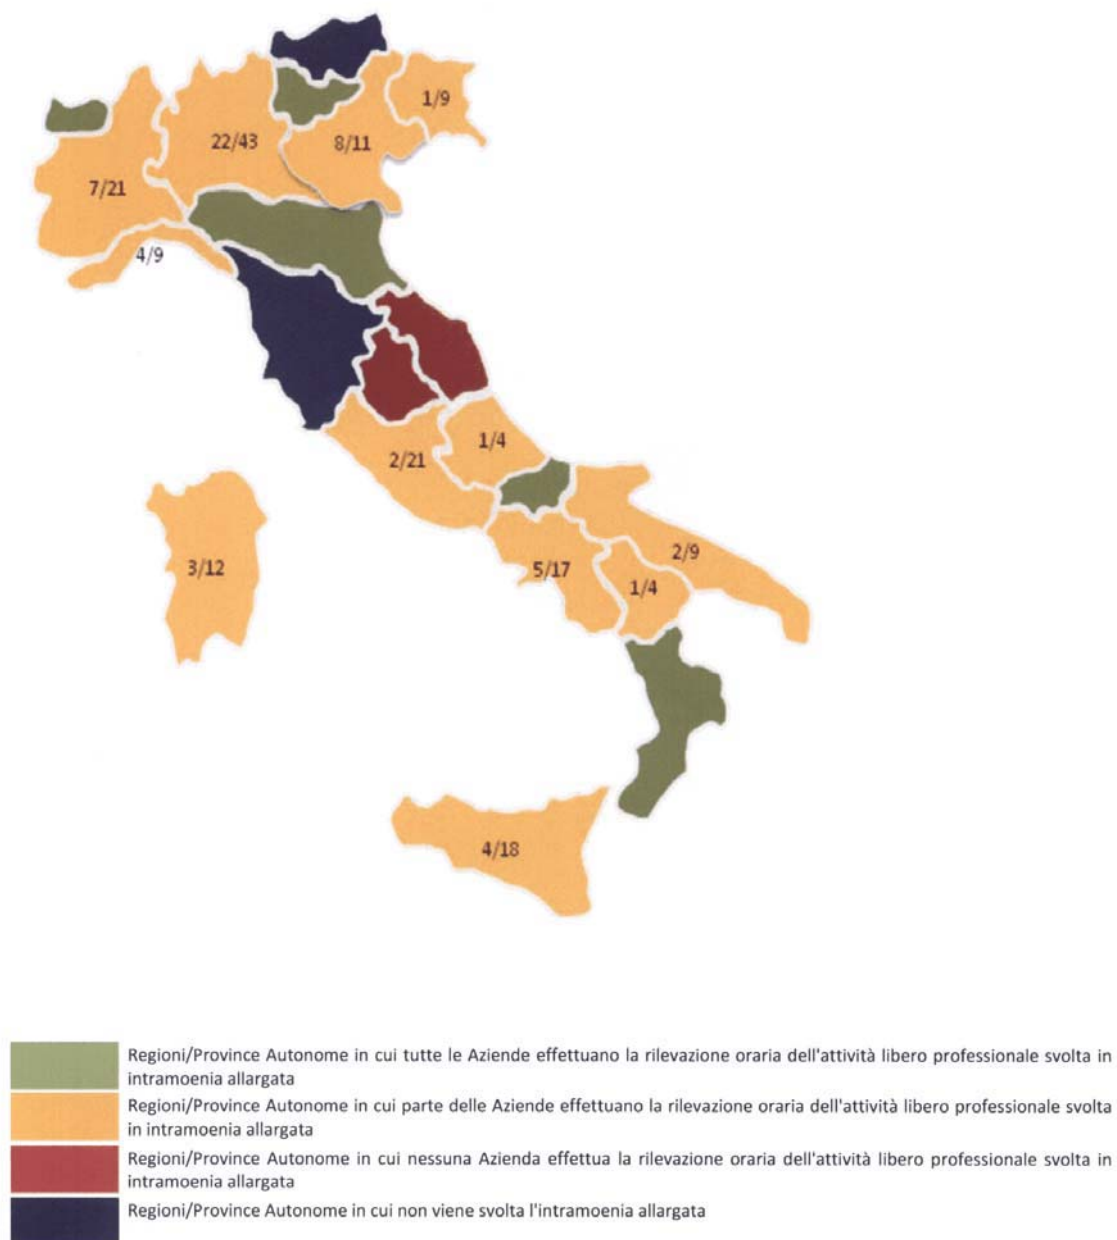 1/9
22/43
8/11
7/21
4/9
1/4
2/21
2/9
3/12
5/17
1/4
4/18
Regioni/Province Autonome in cui tutte le Aziende effettuano la rilevazione oraria dell'attività libero professionale svolta in
intramoenia allargata
Regioni/Province Autonome in cui parte delle Aziende effettuano la rilevazione oraria dell'attività libero professionale svolta
in intramoenia allargata
Regioni/Province Autonome in cui nessuna Azienda effettua la rilevazione oraria dell'attività libero professionale svolta in
intramoenia allargata
Regioni/Province Autonome in cui non viene svolta l'intramoenia allargata